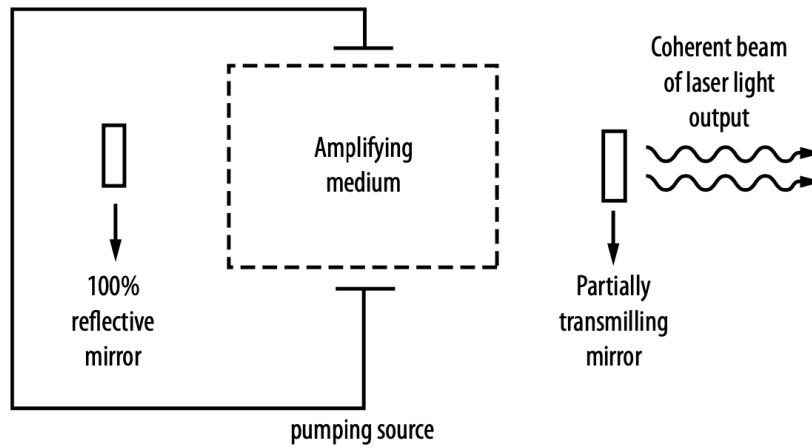 Coherent beam
of laser light
output
Amplifying
medium
100%
reflective
mirror
Partially
transmilling
mirror
pumping source